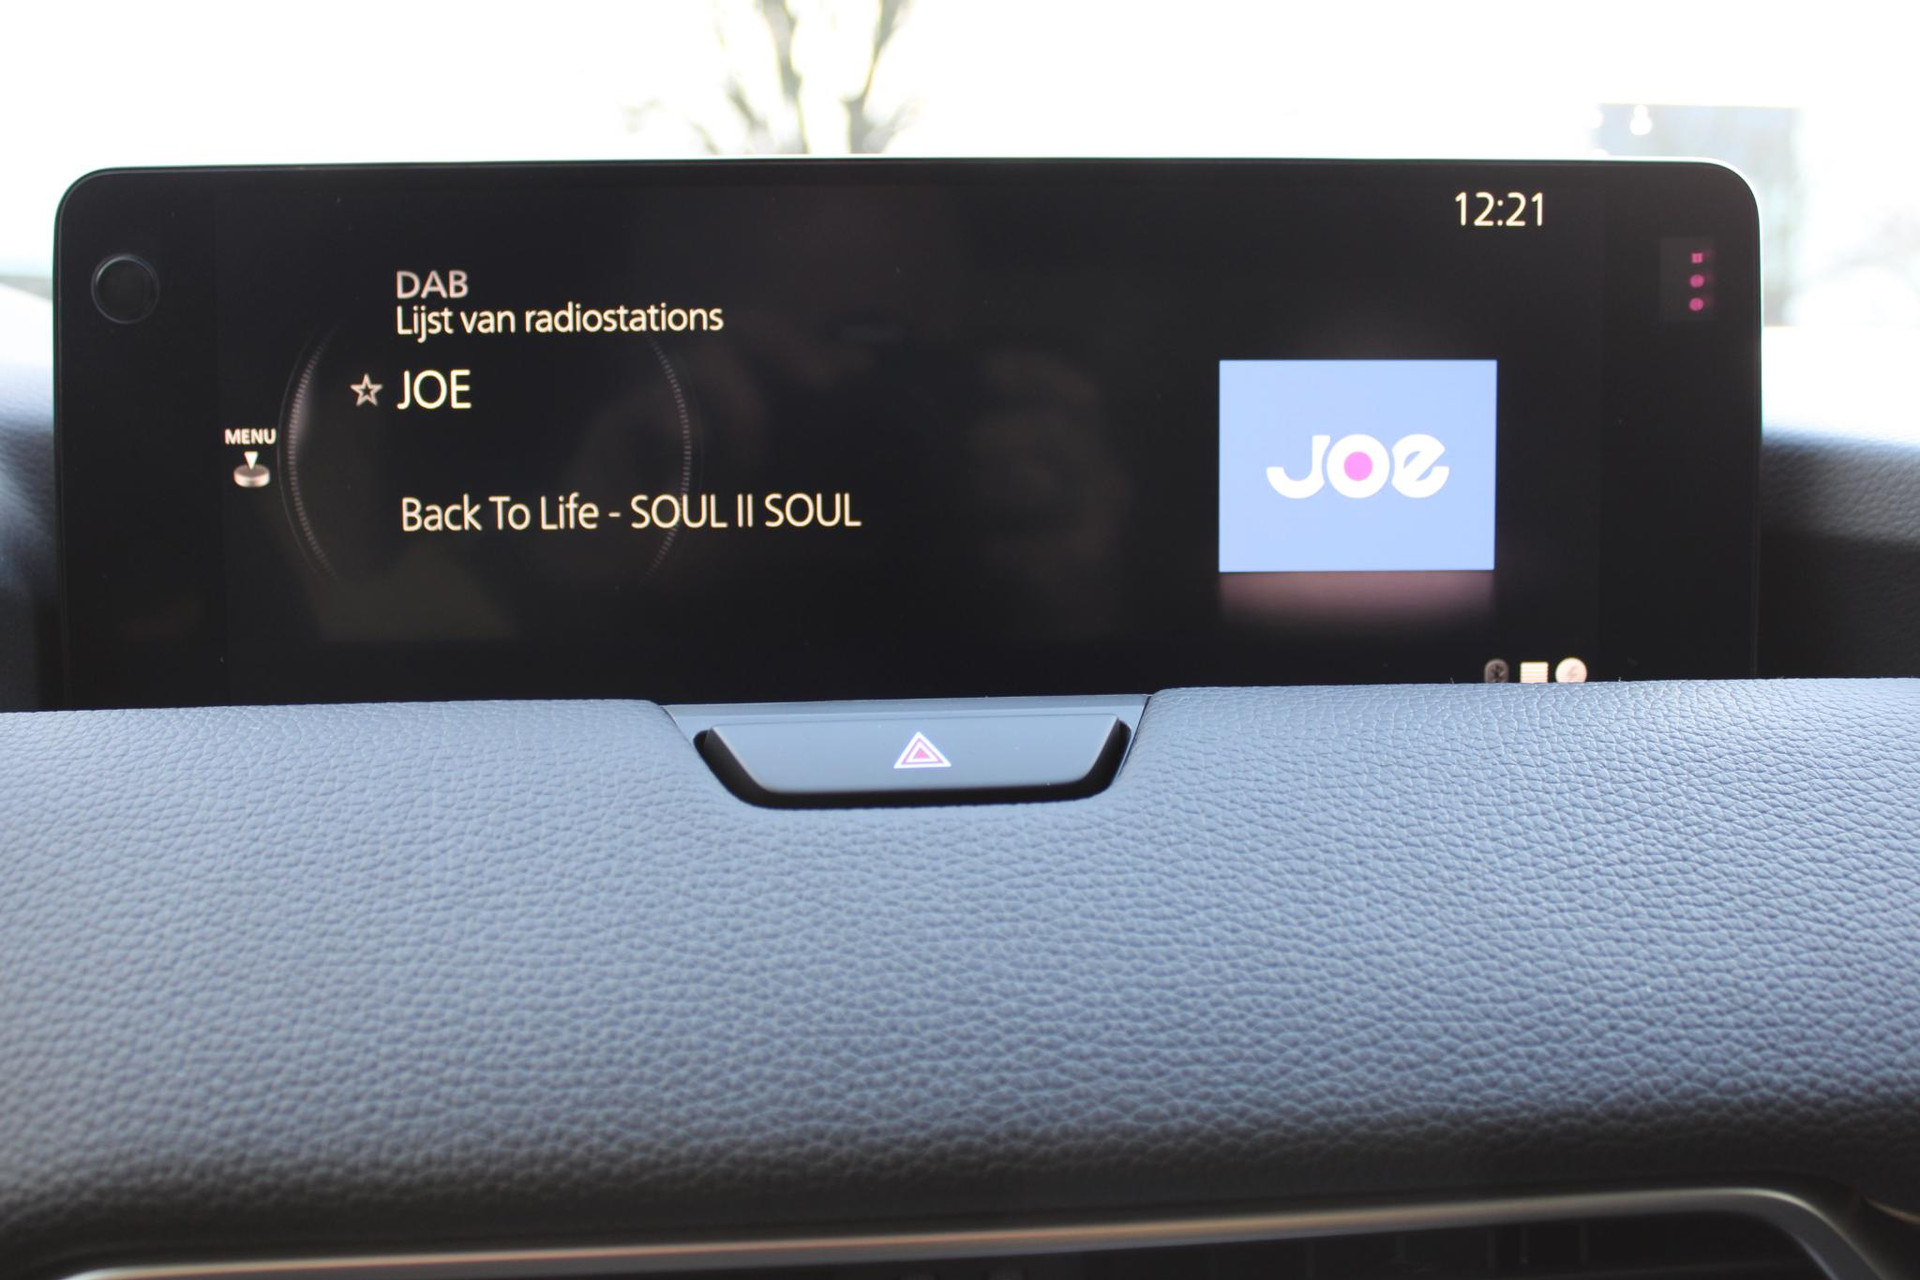 12:21
DAB
Lijst van radiostations
JOE
MENU
Back To Life - SOUL II SOUL
JOe